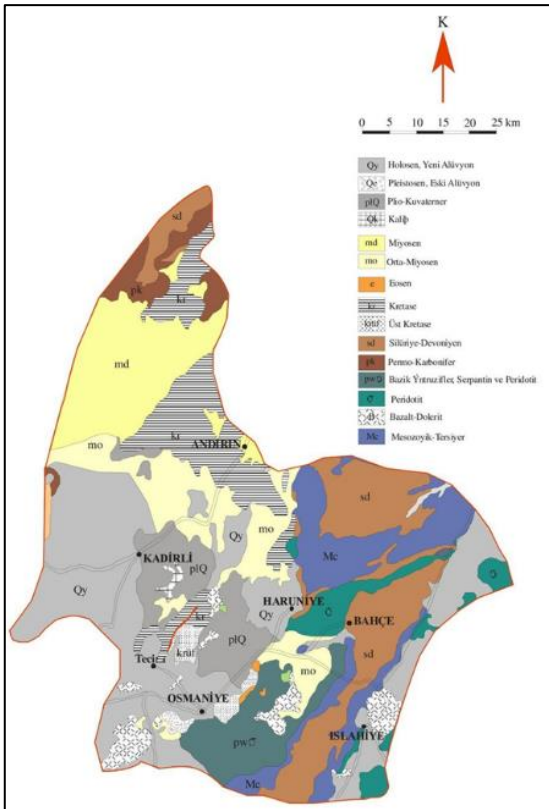 K
0 5 10 15 20 25 km
Qy Holosen, Yeni Alüvyon
Qe Pleistosen, Eski Alüvyon
plQ Plio-Kuvaterner
Qk Kaliş
md Miyosen
mo Orta-Miyosen
e Eosen
kr Kretase
krüf Üst Kretase
sd Silüriye-Devoniyen
pk Permo-Karbonifer
Bazik Ýntruzifler, Serpantin ve Peridotit
Peridotit
Bazalt-Dolerit
Mc Mesozoyik-Tersiyer
sd
pk
kr
md
kr
mo
ANDIRIN
mo
sd
Qy
Mc
KADİRLİ
plQ
Qy
HARUNİYE
Qy
BAHÇE
kr
plQ
krüf
sd
mo
OSMANİYE
ISLAHİYE
Mc